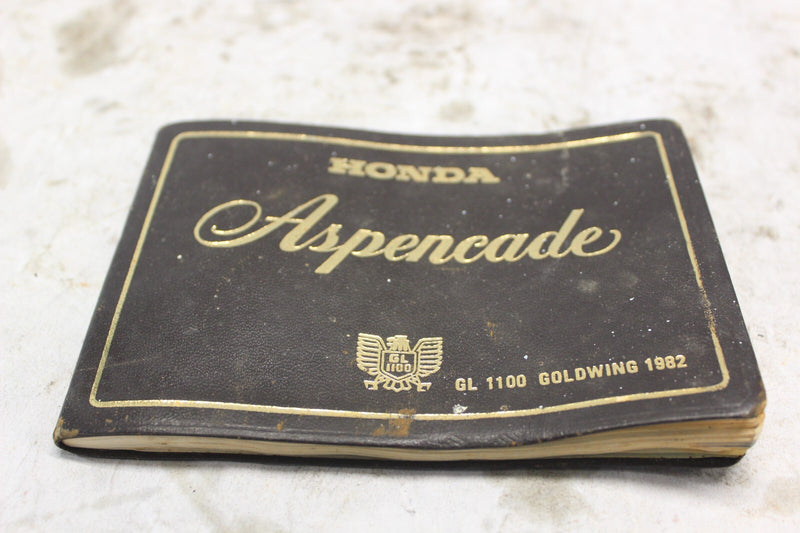 HONDA
Aspencade
GL
1100
GL 1100 GOLDWING 1982